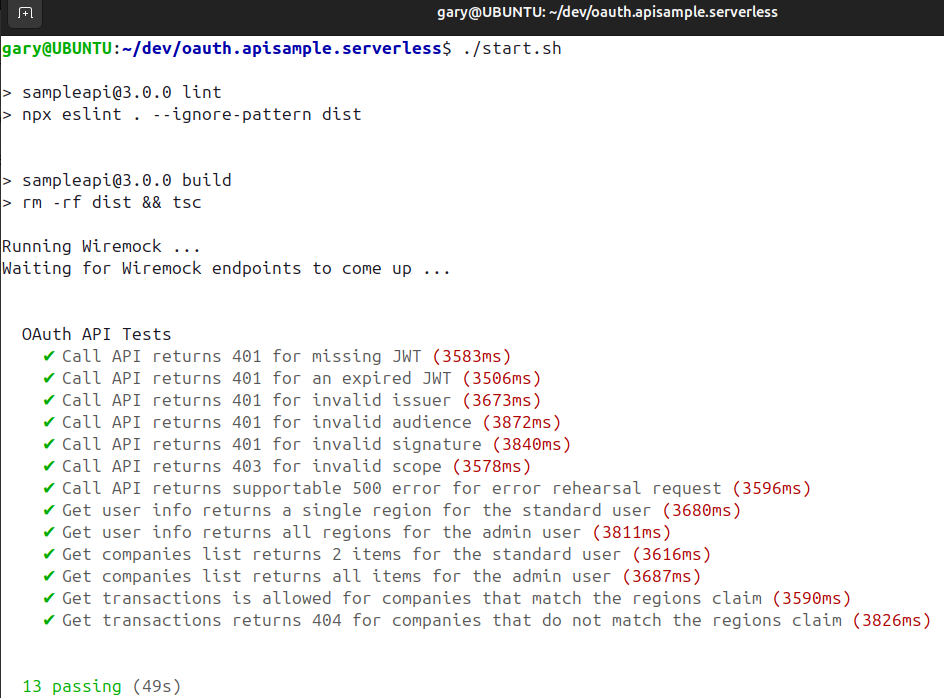 gary@UBUNTU: ~/dev/oauth.apisample.serverless
gary@UBUNTU:~/dev/oauth.apisample.serverless$ ./start.sh
> sampleapi@3.0.0 lint
> npx eslint . --ignore-pattern dist
> sampleapi@3.0.0 build
> rm -rf dist && tsc
Running Wiremock ...
Waiting for Wiremock endpoints to come up ...
OAuth API Tests
✔ Call API returns 401 for missing JWT (3583ms)
✔ Call API returns 401 for an expired JWT (3506ms)
✔ Call API returns 401 for invalid issuer (3673ms)
✔ Call API returns 401 for invalid audience (3872ms)
✔ Call API returns 401 for invalid signature (3840ms)
✔ Call API returns 403 for invalid scope (3578ms)
✔ Call API returns supportable 500 error for error rehearsal request (3596ms)
✔ Get user info returns a single region for the standard user (3680ms)
✔ Get user info returns all regions for the admin user (3811ms)
✔ Get companies list returns 2 items for the standard user (3616ms)
✔ Get companies list returns all items for the admin user (3687ms)
✔ Get transactions is allowed for companies that match the regions claim (3590ms)
✔ Get transactions returns 404 for companies that do not match the regions claim (3826ms)
13 passing (49s)